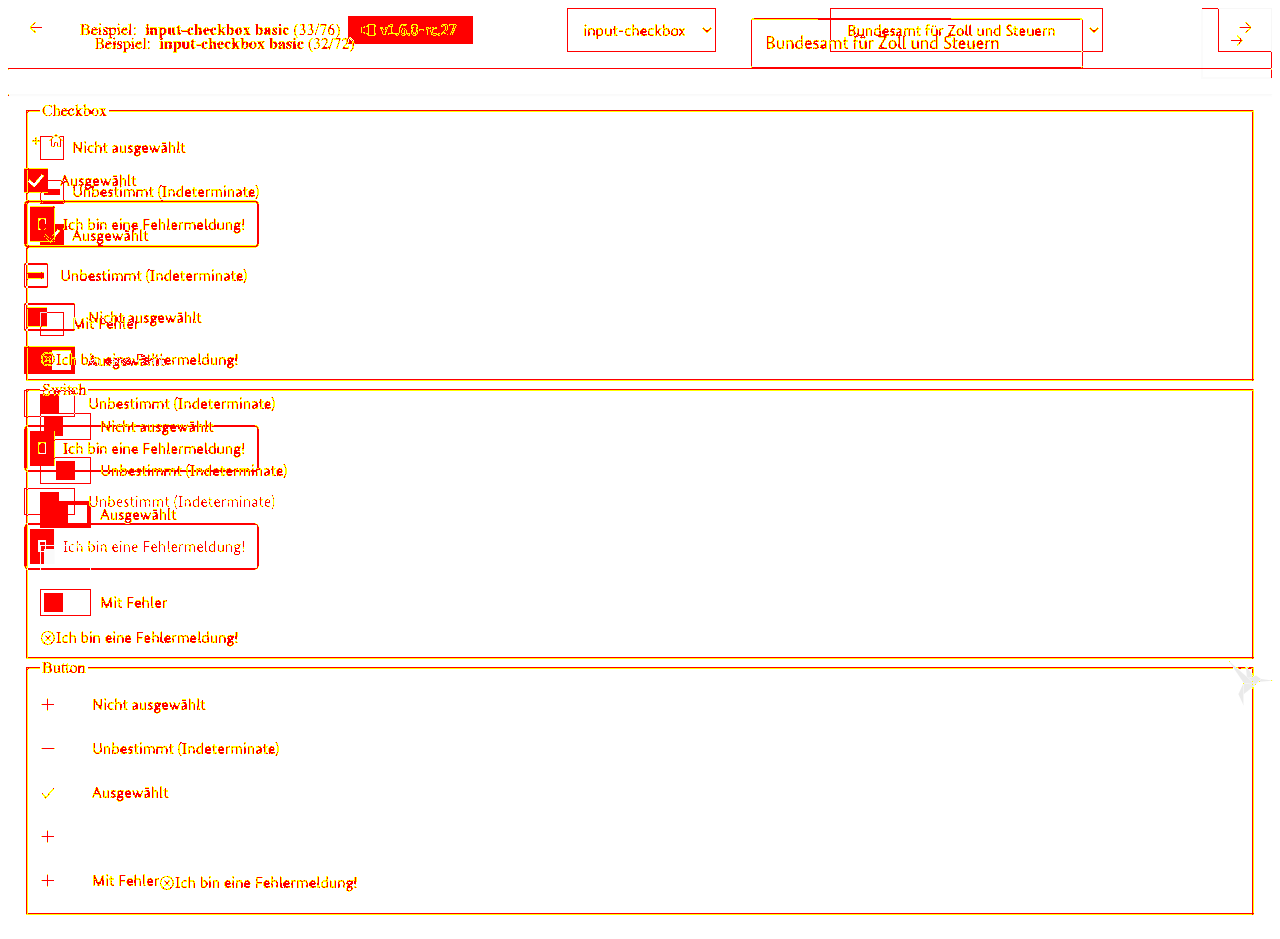 Beispiel: input-checkbox basic (33/76) v1.6.0-rc.27 input-checkbox Bundesamt für Zoll und Steuern
Beispiel: input-checkbox basic (32/72) Bundesamt für Zoll und Steuern
Checkbox
Nicht ausgewählt
Ausgewählt
Unbestimmt (Indeterminate)
Ich bin eine Fehlermeldung!
Ausgewählt
Unbestimmt (Indeterminate)
Nicht ausgewählt
Mit Fehler
Ich bin eine Fehlermeldung!
Ausgewählt
Switch
Unbestimmt (Indeterminate)
Nicht ausgewählt
Ich bin eine Fehlermeldung!
Unbestimmt (Indeterminate)
Unbestimmt (Indeterminate)
Ausgewählt
Ich bin eine Fehlermeldung!
Mit Fehler
Ich bin eine Fehlermeldung!
Button
Nicht ausgewählt
Unbestimmt (Indeterminate)
Ausgewählt
Mit Fehler Ich bin eine Fehlermeldung!